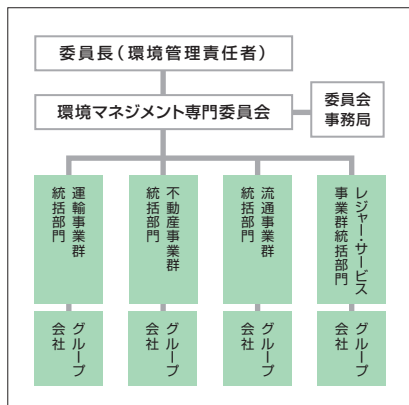 委員長（環境管理責任者）
環境マネジメント専門委員会
委員会
事務局
運輸事業群
統括部門
不動産事業群
統括部門
流通事業群
統括部門
レジャー・サービス
事業群統括部門
グループ
会社
グループ
会社
グループ
会社
グループ
会社